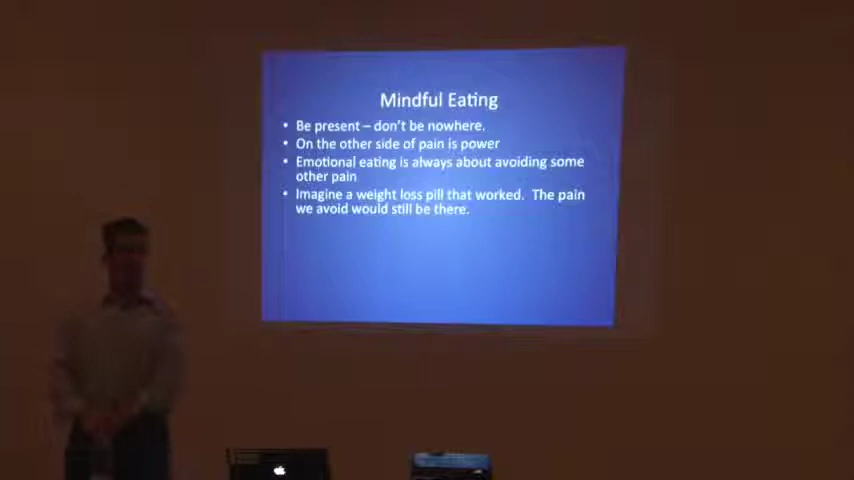 Mindful Eating
• Be present – don't be nowhere.
• On the other side of pain is power
• Emotional eating is always about avoiding some
other pain
• Imagine a weight loss pill that worked.  The pain
we avoid would still be there.